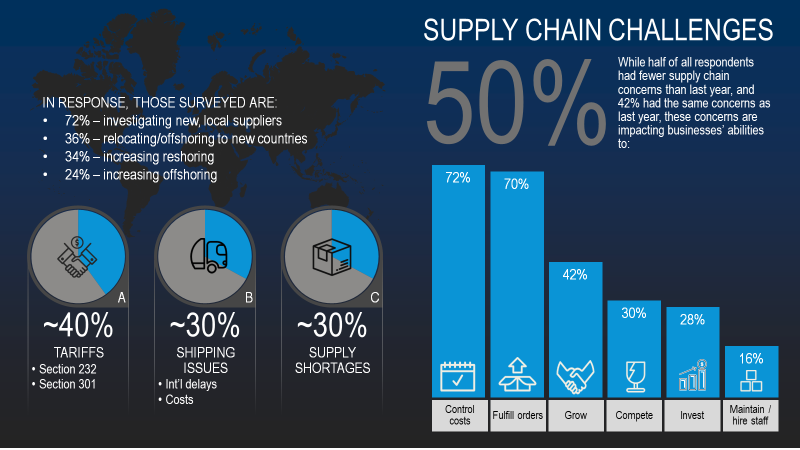 SUPPLY CHAIN CHALLENGES
50%
While half of all respondents
had fewer supply chain
concerns than last year, and
42% had the same concerns as
last year, these concerns are
impacting businesses' abilities
to:
IN RESPONSE, THOSE SURVEYED ARE:
• 72% – investigating new, local suppliers
• 36% – relocating/offshoring to new countries
• 34% – increasing reshoring
• 24% – increasing offshoring
$
A
~40%
TARIFFS
• Section 232
• Section 301
B
~30%
SHIPPING
ISSUES
• Int'l delays
• Costs
C
~30%
SUPPLY
SHORTAGES
72%
70%
42%
30%
28%
16%
Control
costs
Fulfill orders
Grow
Compete
Invest
Maintain /
hire staff